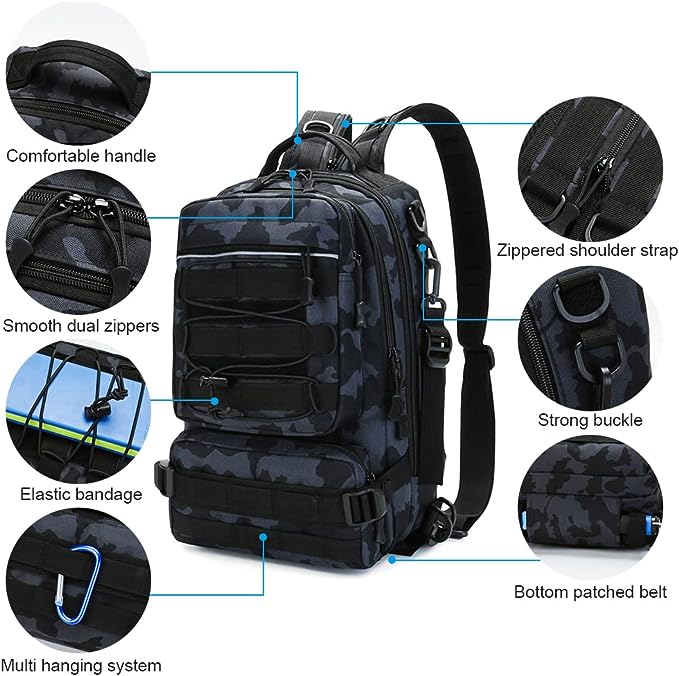 Comfortable handle
Smooth dual zippers
Elastic bandage
Multi hanging system
Zippered shoulder strap
Strong buckle
Bottom patched belt